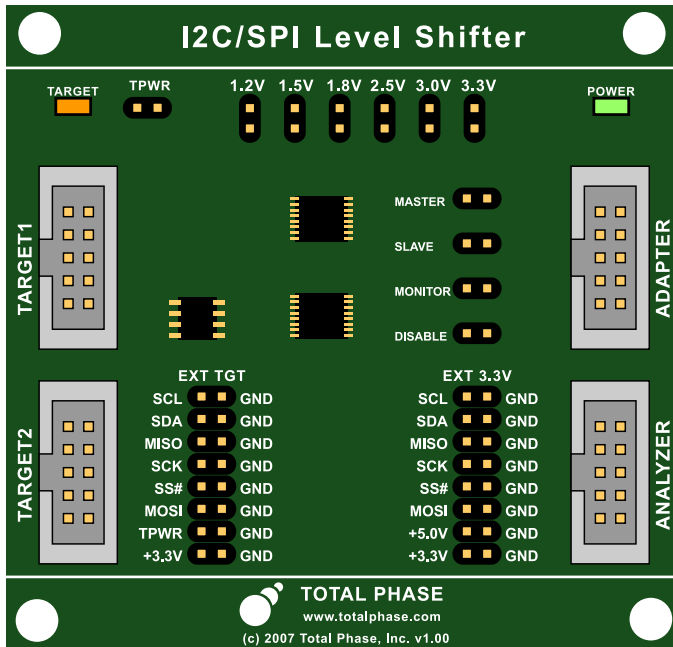 I2C/SPI Level Shifter
TARGET
TPWR
1.2V 1.5V 1.8V 2.5V 3.0V 3.3V
POWER
TARGET1
MASTER
SLAVE
MONITOR
DISABLE
ADAPTER
TARGET2
EXT TGT
SCL GND
SDA GND
MISO GND
SCK GND
SS# GND
MOSI GND
TPWR GND
+3.3V GND
EXT 3.3V
SCL GND
SDA GND
MISO GND
SCK GND
SS# GND
MOSI GND
+5.0V GND
+3.3V GND
ANALYZER
TOTAL PHASE
www.totalphase.com
(c) 2007 Total Phase, Inc. v1.00